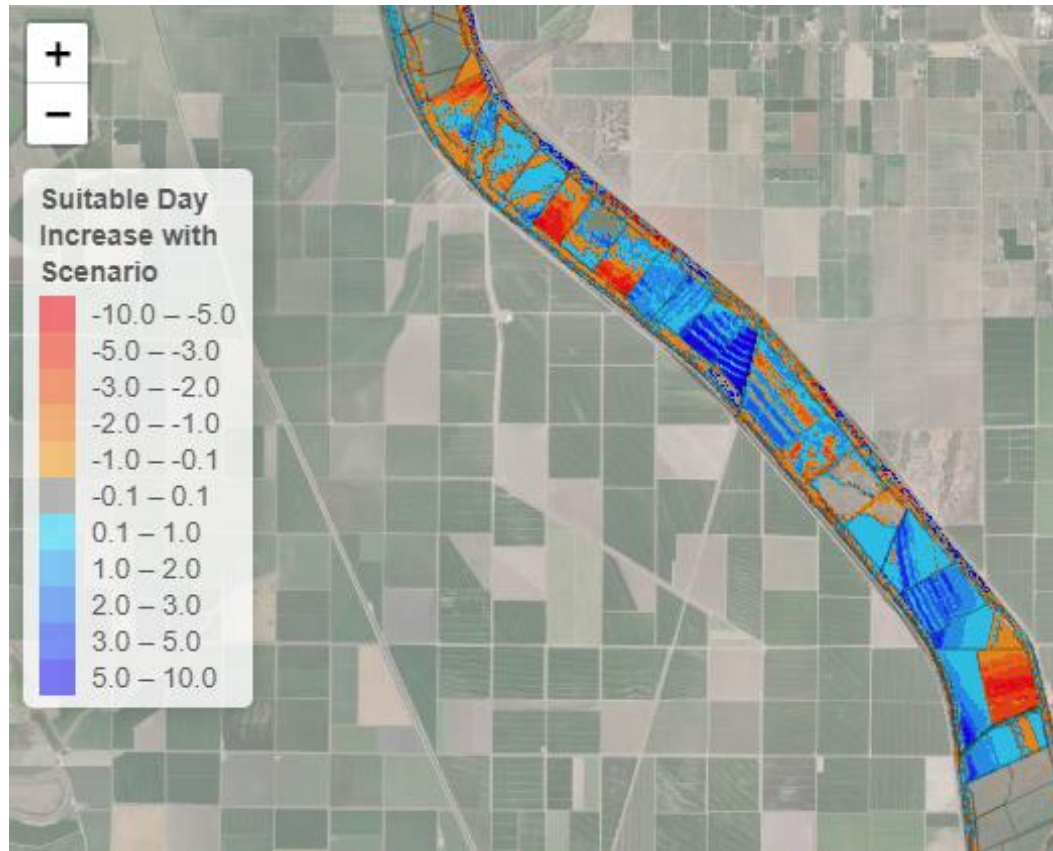 +
−
Suitable Day
Increase with
Scenario
-10.0 – -5.0
-5.0 – -3.0
-3.0 – -2.0
-2.0 – -1.0
-1.0 – -0.1
-0.1 – 0.1
0.1 – 1.0
1.0 – 2.0
2.0 – 3.0
3.0 – 5.0
5.0 – 10.0